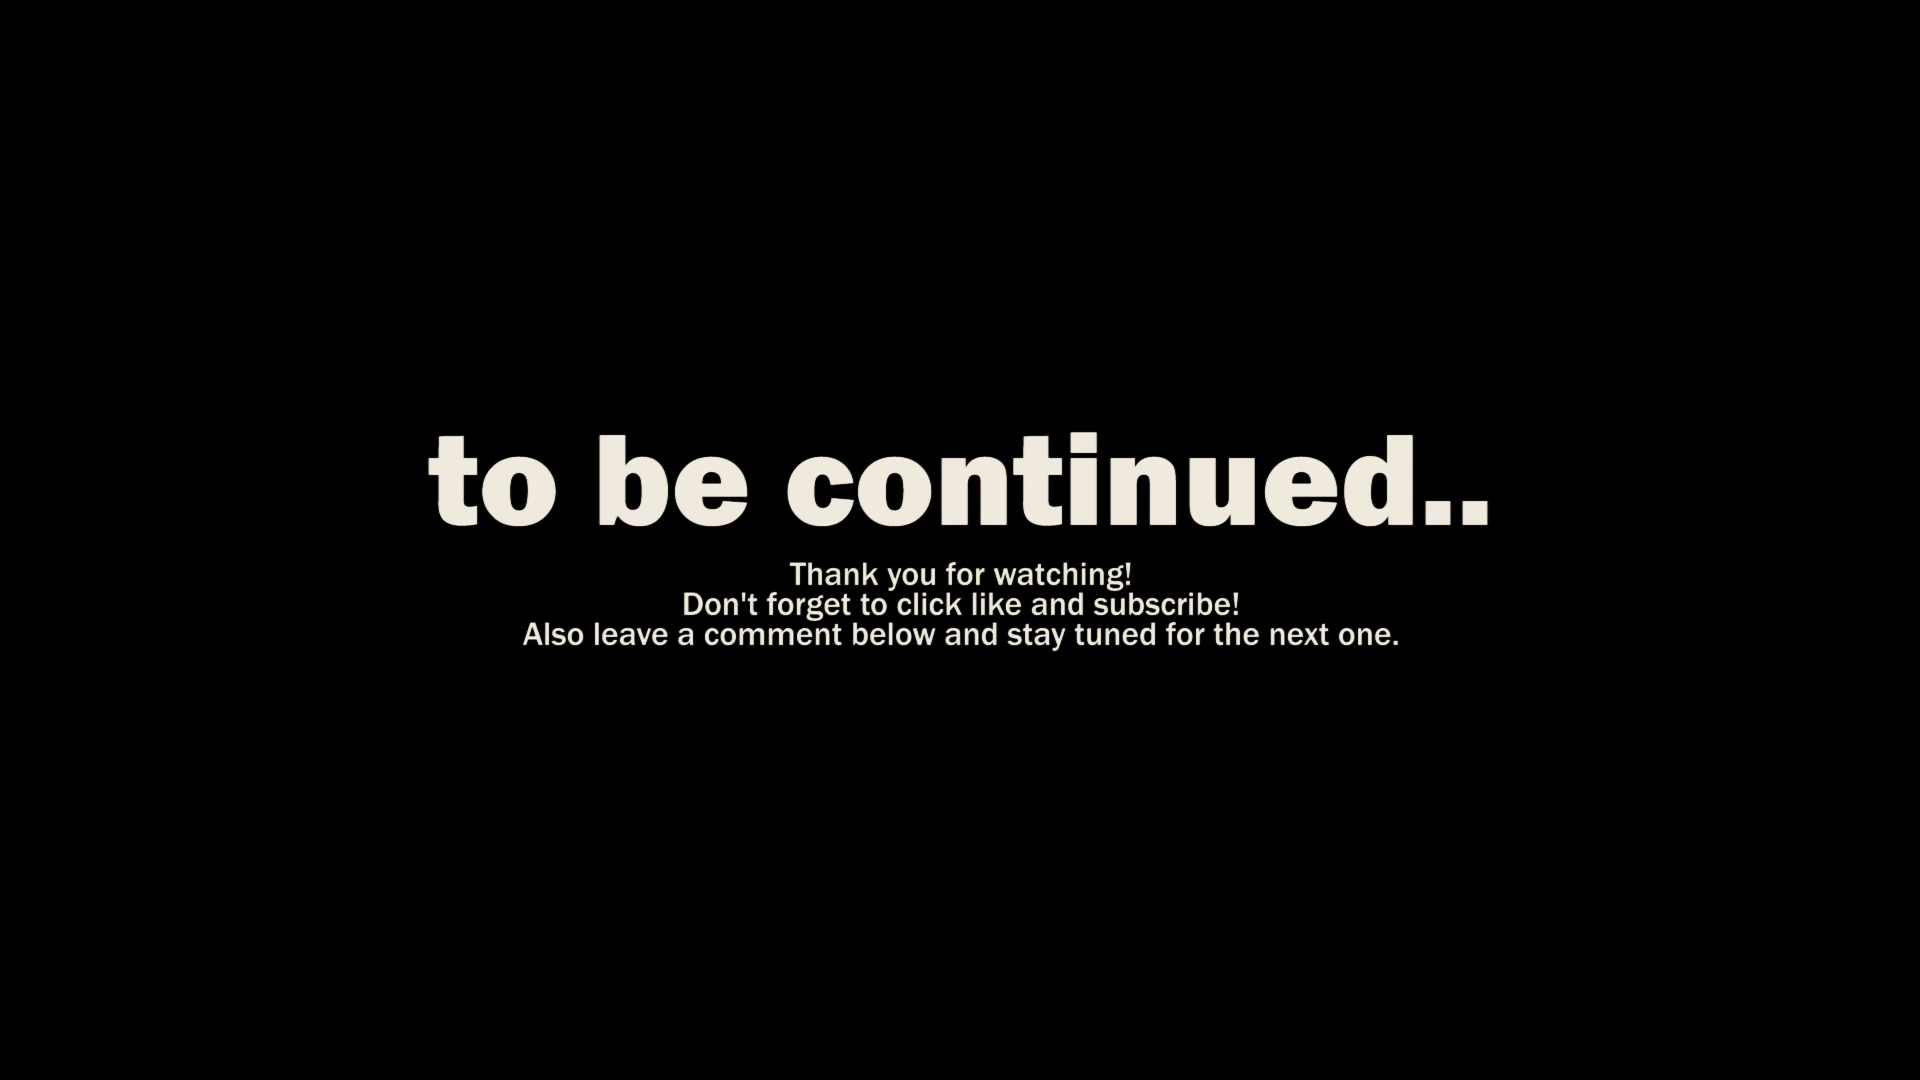 to be continued..
Thank you for watching!
Don't forget to click like and subscribe!
Also leave a comment below and stay tuned for the next one.